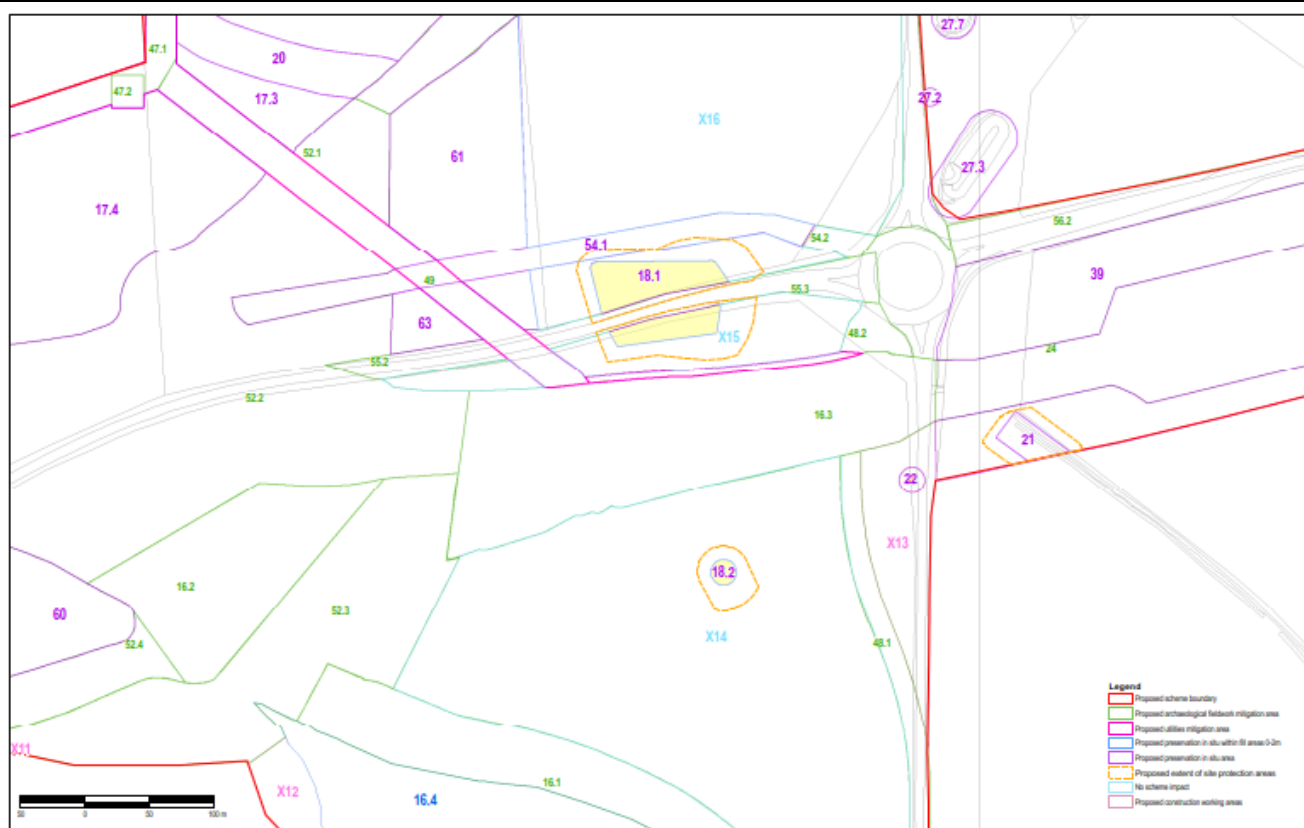 27.7
47.1
20
47.2
17.3
27.2
X16
52.1
61
27.3
17.4
56.2
54.2
54.1
18.1
39
49
55.3
63
X15
48.2
24
55.2
52.2
16.3
21
22
X13
18.2
16.2
60
52.3
52.4
X14
48.1
X11
16.1
X12
16.4
50 0 50 100 m
Legend
Proposed scheme boundary
Proposed archaeological fieldwork mitigation area
Proposed utilities mitigation area
Proposed preservation in situ within fill areas 0-2m
Proposed preservation in situ area
Proposed extent of site protection areas
No scheme impact
Proposed construction working areas